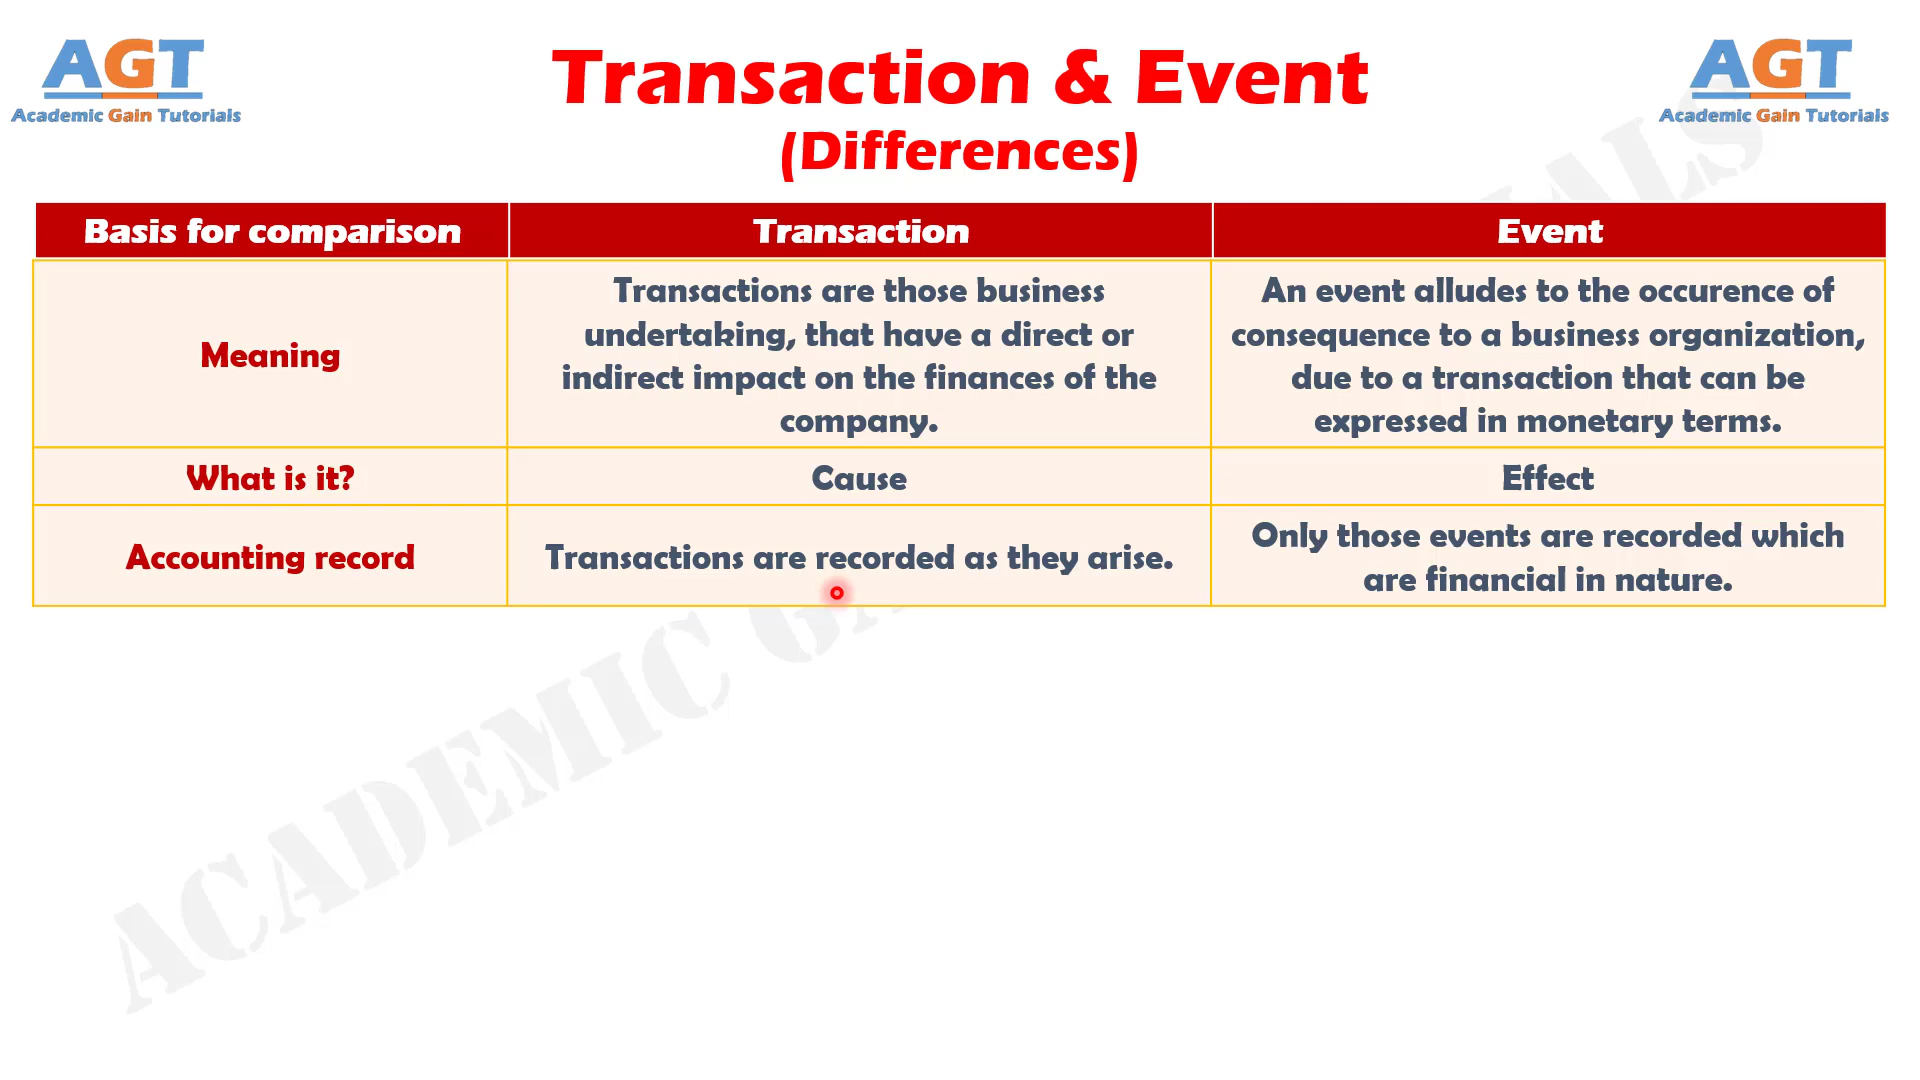 AGT
Academic Gain Tutorials
Transaction & Event
(Differences)
AGT
Academic Gain Tutorials
Basis for comparison
Transaction
Event
Meaning
Transactions are those business
undertaking, that have a direct or
indirect impact on the finances of the
company.
An event alludes to the occurence of
consequence to a business organization,
due to a transaction that can be
expressed in monetary terms.
What is it?
Cause
Effect
Accounting record
Transactions are recorded as they arise.
Only those events are recorded which
are financial in nature.
ACADEMIC